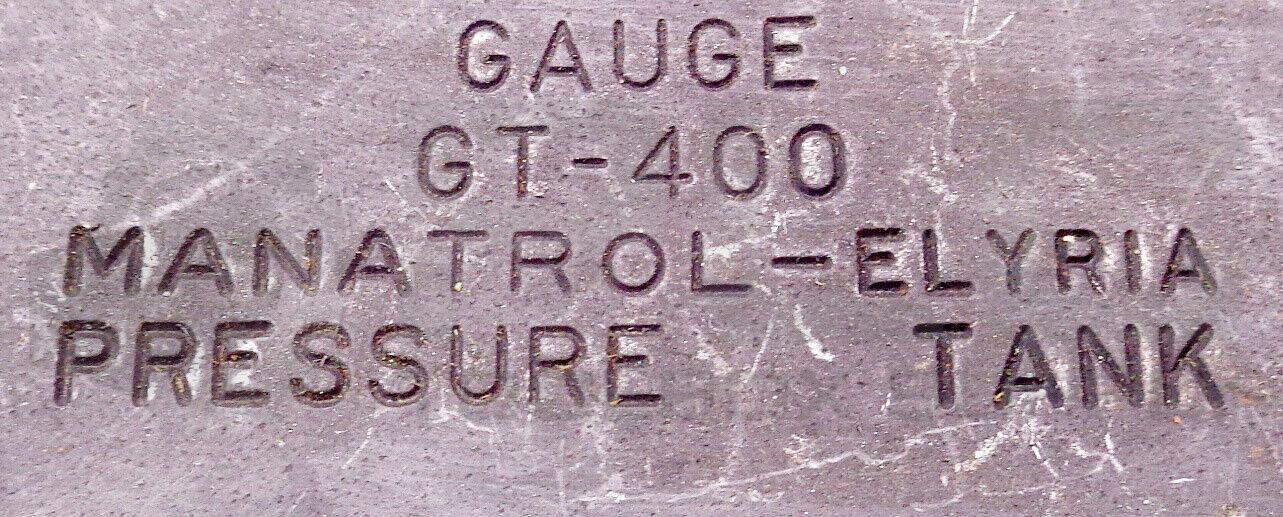 GAUGE
GT-400
MANATROL-ELYRIA
PRESSURE TANK